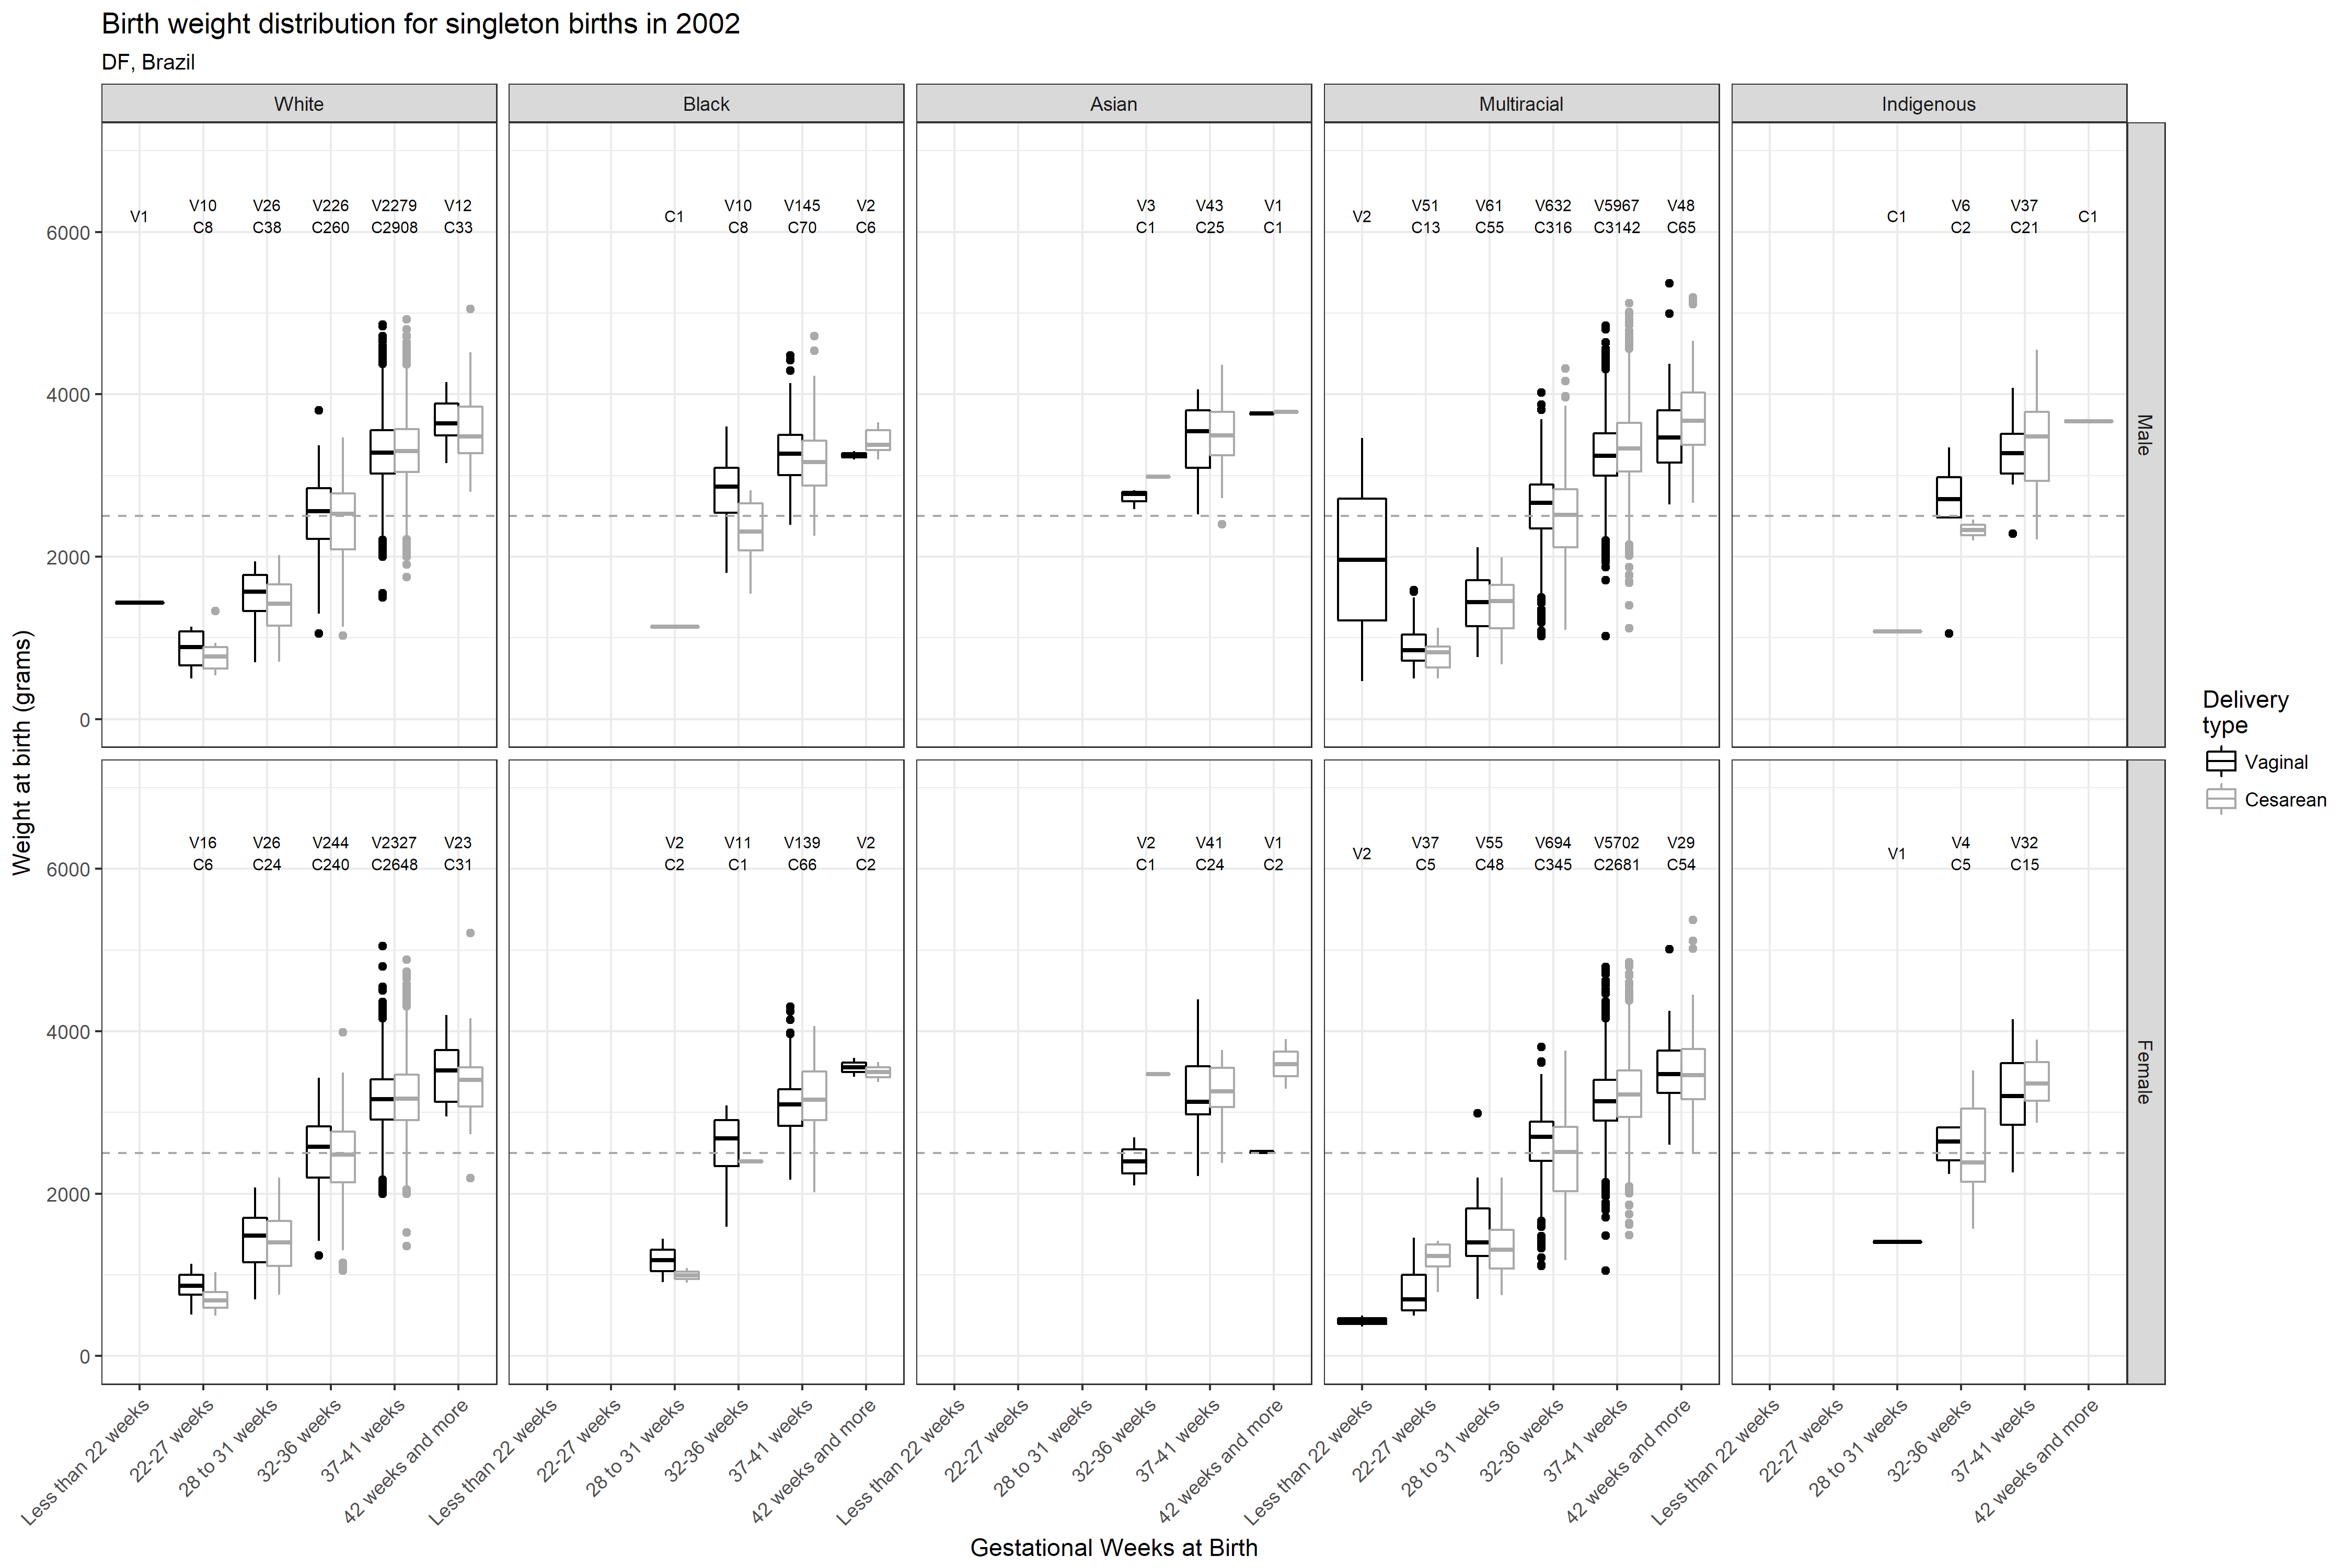 Birth weight distribution for singleton births in 2002
DF, Brazil
White Black Asian Multiracial Indigenous
Male
V1 V10 V26 V226 V2279 V12
C8 C38 C260 C2908 C33
C1 V10 V145 V2
C8 C70 C6
V3 V43 V1
C1 C25 C1
V2 V51 V61 V632 V5967 V48
C13 C55 C316 C3142 C65
C1 V6 V37 C1
C2 C21
6000
4000
2000
0
Female
V16 V26 V244 V2327 V23
C6 C24 C240 C2648 C31
V2 V11 V139 V2
C2 C1 C66 C2
V2 V41 V1
C1 C24 C2
V2 V37 V55 V694 V5702 V29
C5 C48 C345 C2681 C54
V1 V4 V32
C5 C15
6000
4000
2000
0
Weight at birth (grams)
Less than 22 weeks 22-27 weeks 28 to 31 weeks 32-36 weeks 37-41 weeks 42 weeks and more
Less than 22 weeks 22-27 weeks 28 to 31 weeks 32-36 weeks 37-41 weeks 42 weeks and more
Less than 22 weeks 22-27 weeks 28 to 31 weeks 32-36 weeks 37-41 weeks 42 weeks and more
Less than 22 weeks 22-27 weeks 28 to 31 weeks 32-36 weeks 37-41 weeks 42 weeks and more
Less than 22 weeks 22-27 weeks 28 to 31 weeks 32-36 weeks 37-41 weeks 42 weeks and more
Gestational Weeks at Birth
Delivery
type
Vaginal
Cesarean